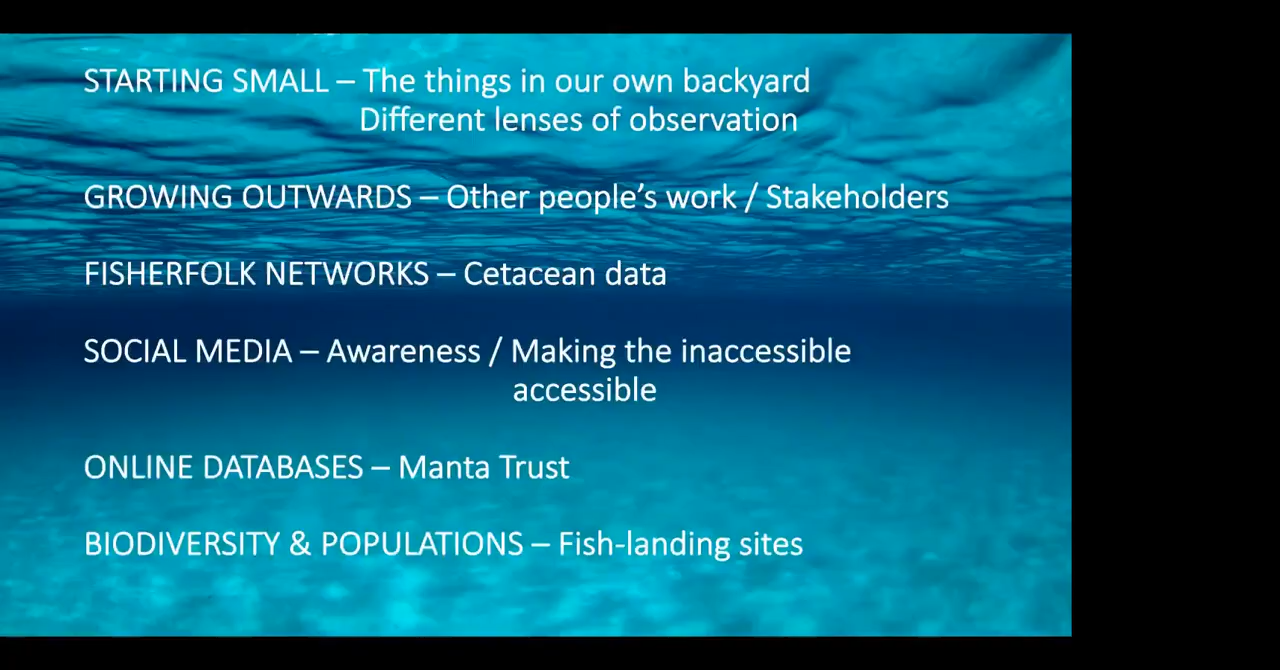 STARTING SMALL – The things in our own backyard
Different lenses of observation
GROWING OUTWARDS – Other people’s work / Stakeholders
FISHERFOLK NETWORKS – Cetacean data
SOCIAL MEDIA – Awareness / Making the inaccessible
accessible
ONLINE DATABASES – Manta Trust
BIODIVERSITY & POPULATIONS – Fish-landing sites